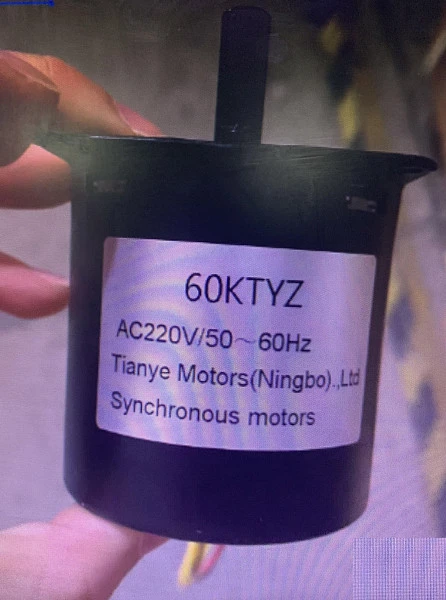 60KTYZ
AC220V/50～60Hz
Tianye Motors(Ningbo).,Ltd
Synchronous motors